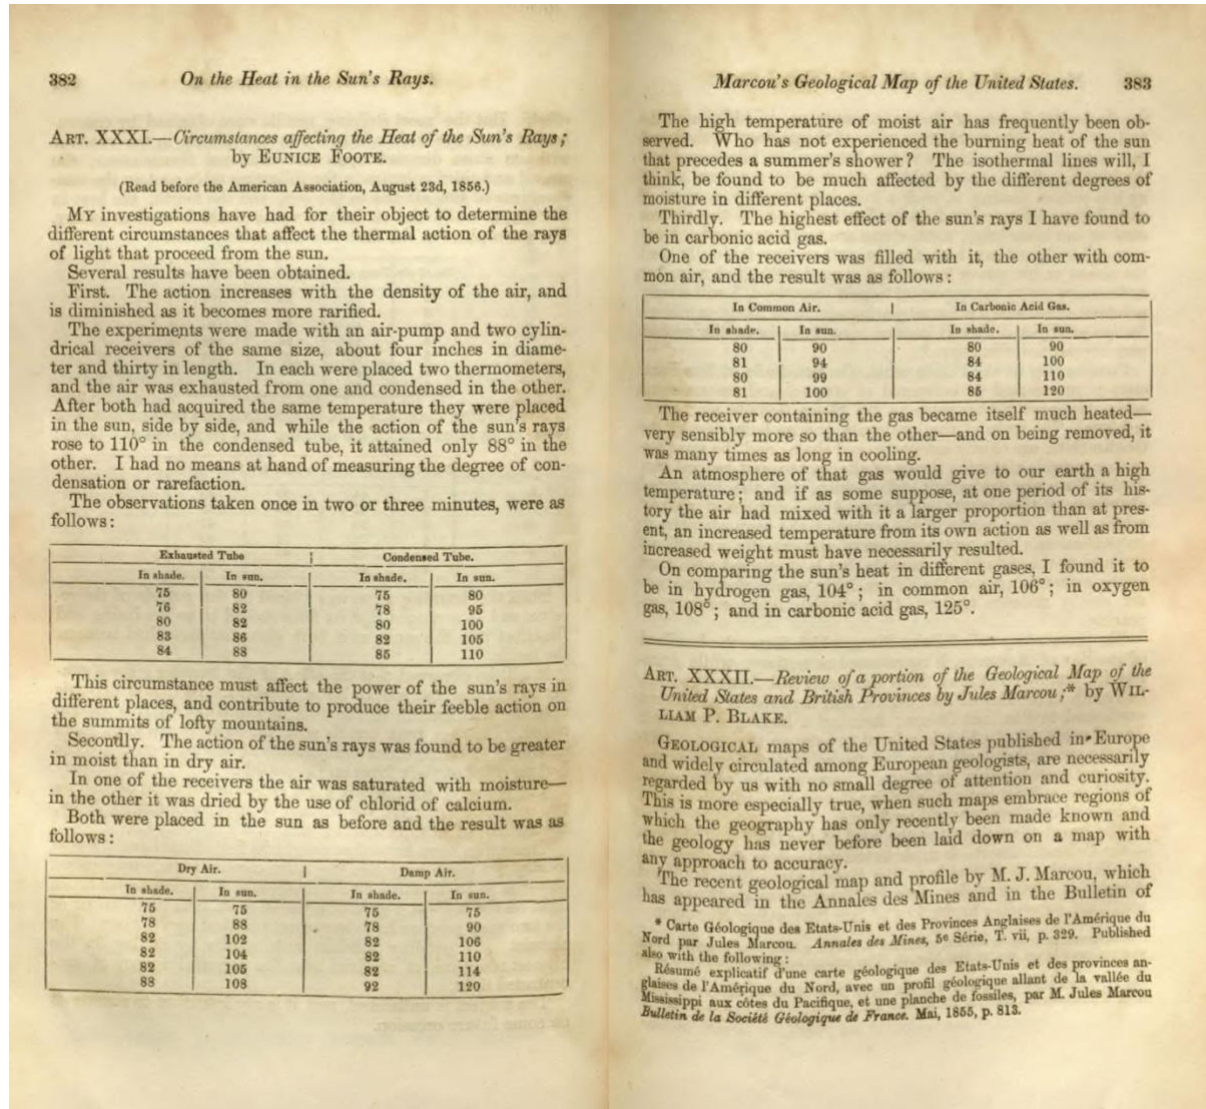 382 On the Heat in the Sun's Rays.
ART. XXXI.—Circumstances affecting the Heat of the Sun's Rays;
by EUNICE FOOTE.
(Read before the American Association, August 23d, 1856.)
MY investigations have had for their object to determine the
different circumstances that affect the thermal action of the rays
of light that proceed from the sun.
Several results have been obtained.
First. The action increases with the density of the air, and
is diminished as it becomes more rarified.
The experiments were made with an air-pump and two cylin-
drical receivers of the same size, about four inches in diame-
ter and thirty in length. In each were placed two thermometers,
and the air was exhausted from one and condensed in the other.
After both had acquired the same temperature they were placed
in the sun, side by side, and while the action of the sun's rays
rose to 110° in the condensed tube, it attained only 88° in the
other. I had no means at hand of measuring the degree of con-
densation or rarefaction.
The observations taken once in two or three minutes, were as
follows:
Exhausted Tube Condensed Tube.
In shade. In sun. In shade. In sun.
75 80 75 80
76 82 78 95
80 82 80 100
83 86 82 105
84 88 85 110
This circumstance must affect the power of the sun's rays in
different places, and contribute to produce their feeble action on
the summits of lofty mountains.
Secondly. The action of the sun's rays was found to be greater
in moist than in dry air.
In one of the receivers the air was saturated with moisture—
in the other it was dried by the use of chlorid of calcium.
Both were placed in the sun as before and the result was as
follows:
Dry Air. Damp Air.
In shade. In sun. In shade. In sun.
75 75 75 75
78 88 78 90
82 102 82 106
82 104 82 110
82 105 82 114
88 108 92 120
Marcou's Geological Map of the United States. 383
The high temperature of moist air has frequently been ob-
served. Who has not experienced the burning heat of the sun
that precedes a summer's shower? The isothermal lines will, I
think, be found to be much affected by the different degrees of
moisture in different places.
Thirdly. The highest effect of the sun's rays I have found to
be in carbonic acid gas.
One of the receivers was filled with it, the other with com-
mon air, and the result was as follows:
In Common Air. In Carbonic Acid Gas.
In shade. In sun. In shade. In sun.
80 90 80 90
81 94 84 100
80 99 84 110
81 100 85 120
The receiver containing the gas became itself much heated—
very sensibly more so than the other—and on being removed, it
was many times as long in cooling.
An atmosphere of that gas would give to our earth a high
temperature; and if as some suppose, at one period of its his-
tory the air had mixed with it a larger proportion than at pres-
ent, an increased temperature from its own action as well as from
increased weight must have necessarily resulted.
On comparing the sun's heat in different gases, I found it to
be in hydrogen gas, 104°; in common air, 106°; in oxygen
gas, 108°; and in carbonic acid gas, 125°.
ART. XXXII.—Review of a portion of the Geological Map of the
United States and British Provinces by Jules Marcou;* by WIL-
LIAM P. BLAKE.
GEOLOGICAL maps of the United States published in Europe
and widely circulated among European geologists, are necessarily
regarded by us with no small degree of attention and curiosity.
This is more especially true, when such maps embrace regions of
which the geography has only recently been made known and
the geology has never before been laid down on a map with
any approach to accuracy.
The recent geological map and profile by M. J. Marcou, which
has appeared in the Annales des Mines and in the Bulletin of
* Carte Géologique des Etats-Unis et des Provinces Anglaises de l'Amérique du
Nord par Jules Marcou. Annales des Mines, 5e Série, T. vii, p. 329. Published
also with the following:
Résumé explicatif d'une carte géologique des Etats-Unis et des provinces an-
glaises de l'Amérique du Nord, avec un profil géologique allant de la vallée du
Mississippi aux côtes du Pacifique, et une planche de fossiles, par M. Jules Marcou
Bulletin de la Société Géologique de France. Mai, 1855, p. 813.